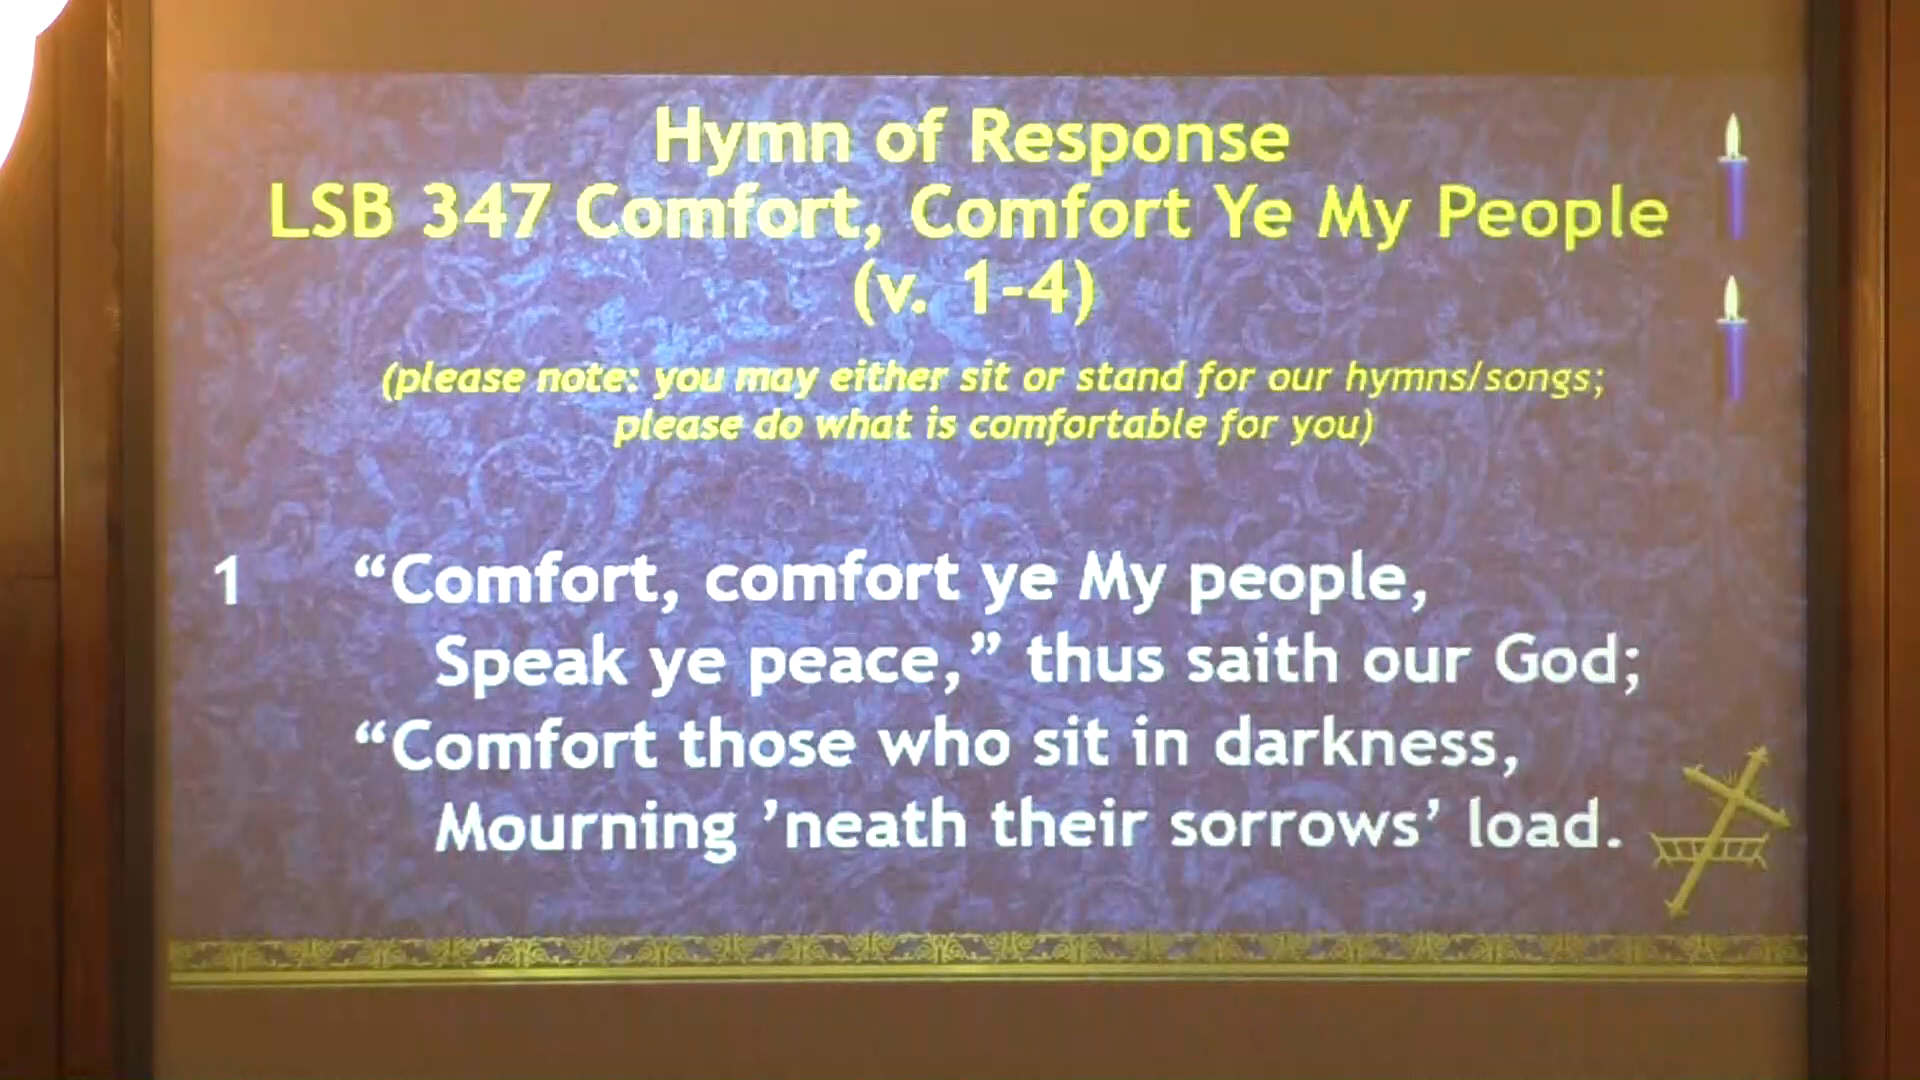 Hymn of Response
LSB 347 Comfort, Comfort Ye My People
(v. 1-4)
(please note: you may either sit or stand for our hymns/songs;
please do what is comfortable for you)
1 “Comfort, comfort ye My people,
Speak ye peace,” thus saith our God;
“Comfort those who sit in darkness,
Mourning ’neath their sorrows’ load.